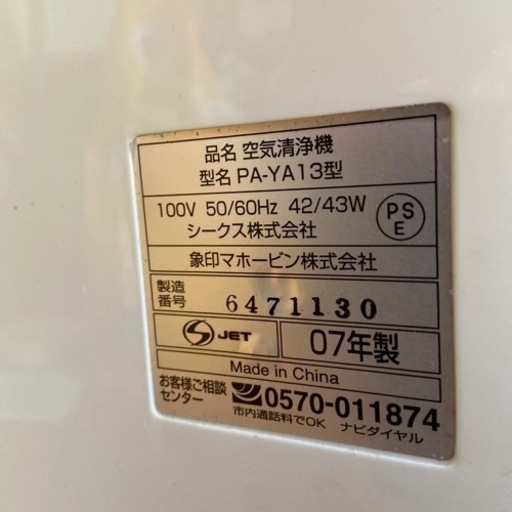 品名 空気清浄機
型名 PA-YA13型
100V 50/60Hz 42/43W
シークス株式会社
PS
E
象印マホービン株式会社
製造
番号
6471130
S JET
07年製
Made in China
お客様ご相談
センター
0570-011874
市内通話料でOK ナビダイヤル